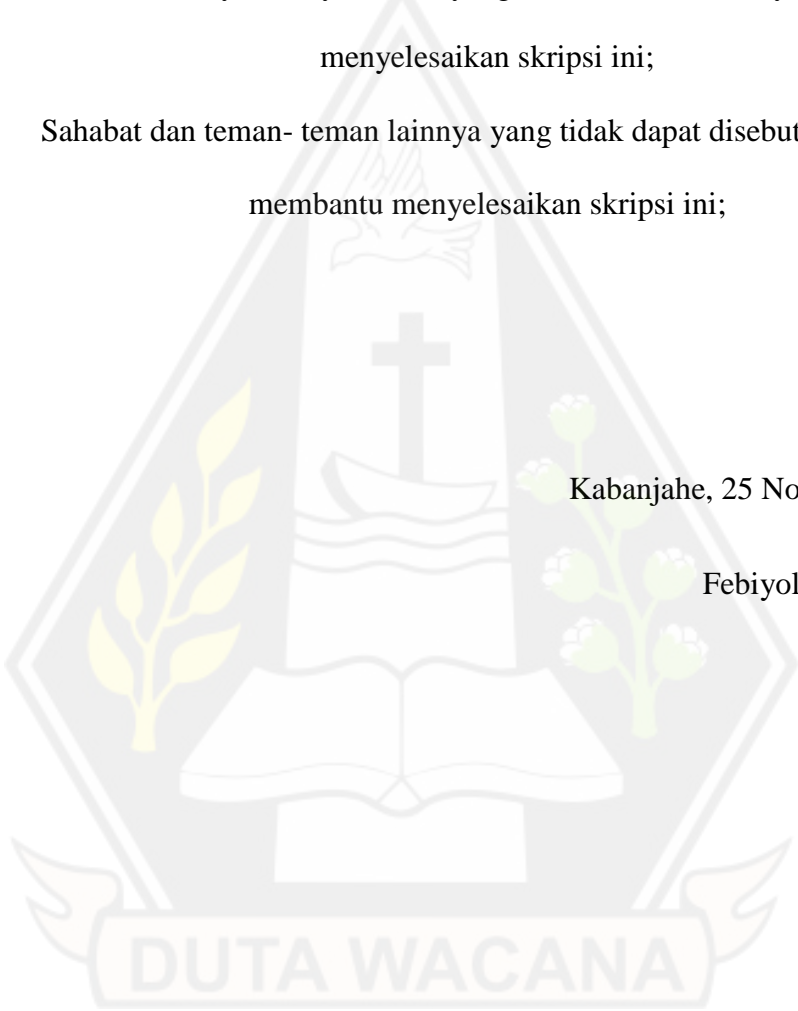 menyelesaikan skripsi ini;
Sahabat dan teman- teman lainnya yang tidak dapat disebut
membantu menyelesaikan skripsi ini;
Kabanjahe, 25 No
Febiyol
DUTA WACANA